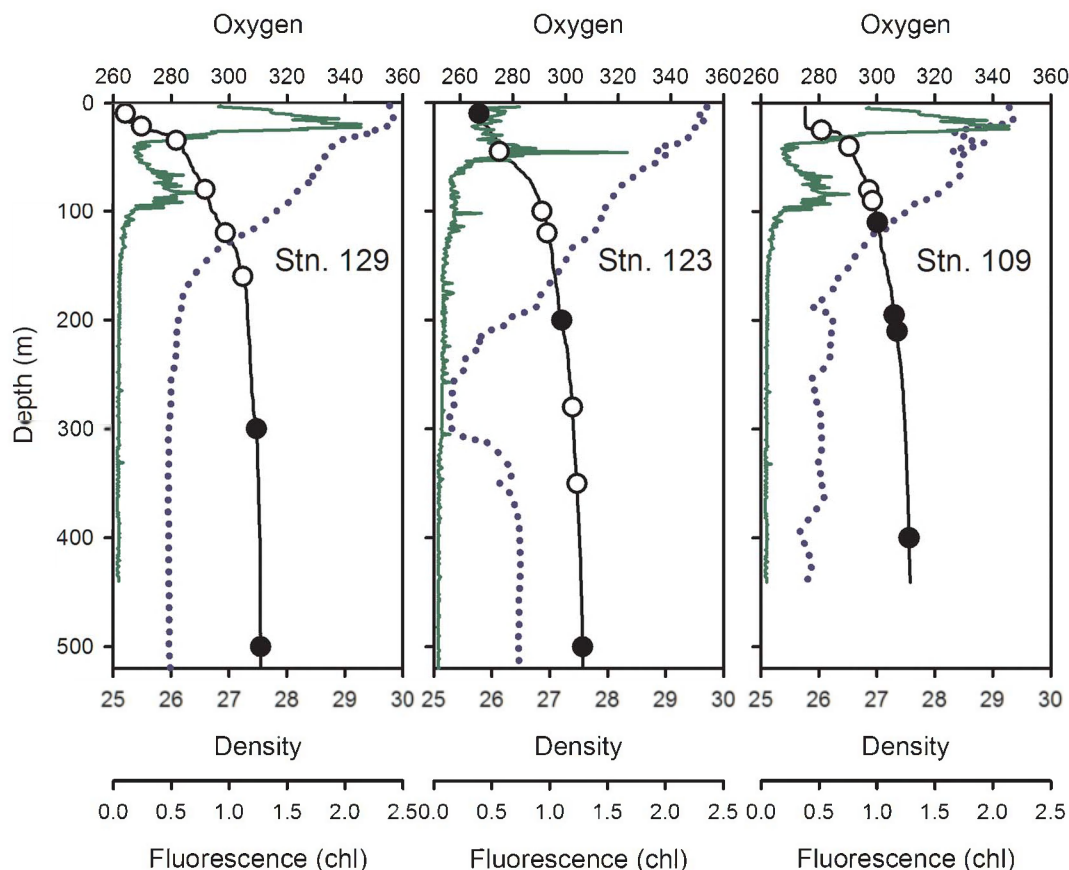 Oxygen Oxygen Oxygen
260 280 300 320 340 360 260 280 300 320 340 360 260 280 300 320 340 360
0
100
200
300
400
500
Depth (m)
Stn. 129 Stn. 123 Stn. 109
25 26 27 28 29 30 25 26 27 28 29 30 25 26 27 28 29 30
Density Density Density
0.0 0.5 1.0 1.5 2.0 2.5 0.0 0.5 1.0 1.5 2.0 2.5 0.0 0.5 1.0 1.5 2.0 2.5
Fluorescence (chl) Fluorescence (chl) Fluorescence (chl)